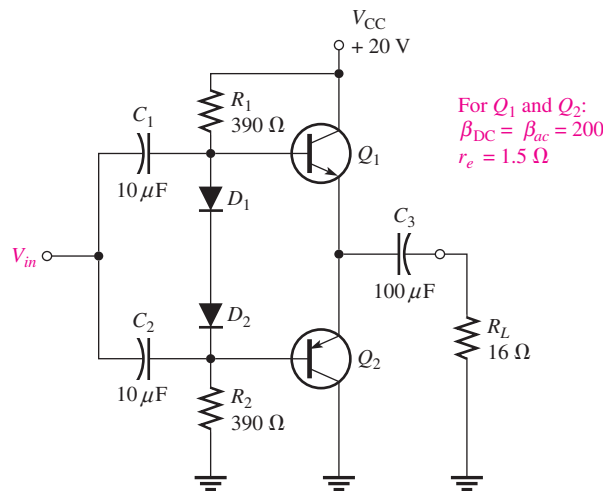 V_CC
+ 20 V
R_1
390 Ω
C_1
10 μF
Q_1
For Q_1 and Q_2:
β_DC = β_ac = 200
r_e = 1.5 Ω
D_1
C_3
100 μF
V_in
D_2
C_2
10 μF
Q_2
R_L
16 Ω
R_2
390 Ω